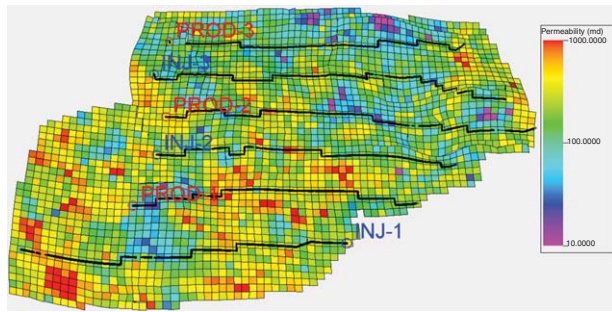 PROD-3
INJ-3
PROD-2
INJ-2
PROD-1
INJ-1
Permeability (md)
1000.0000
100.0000
10.0000